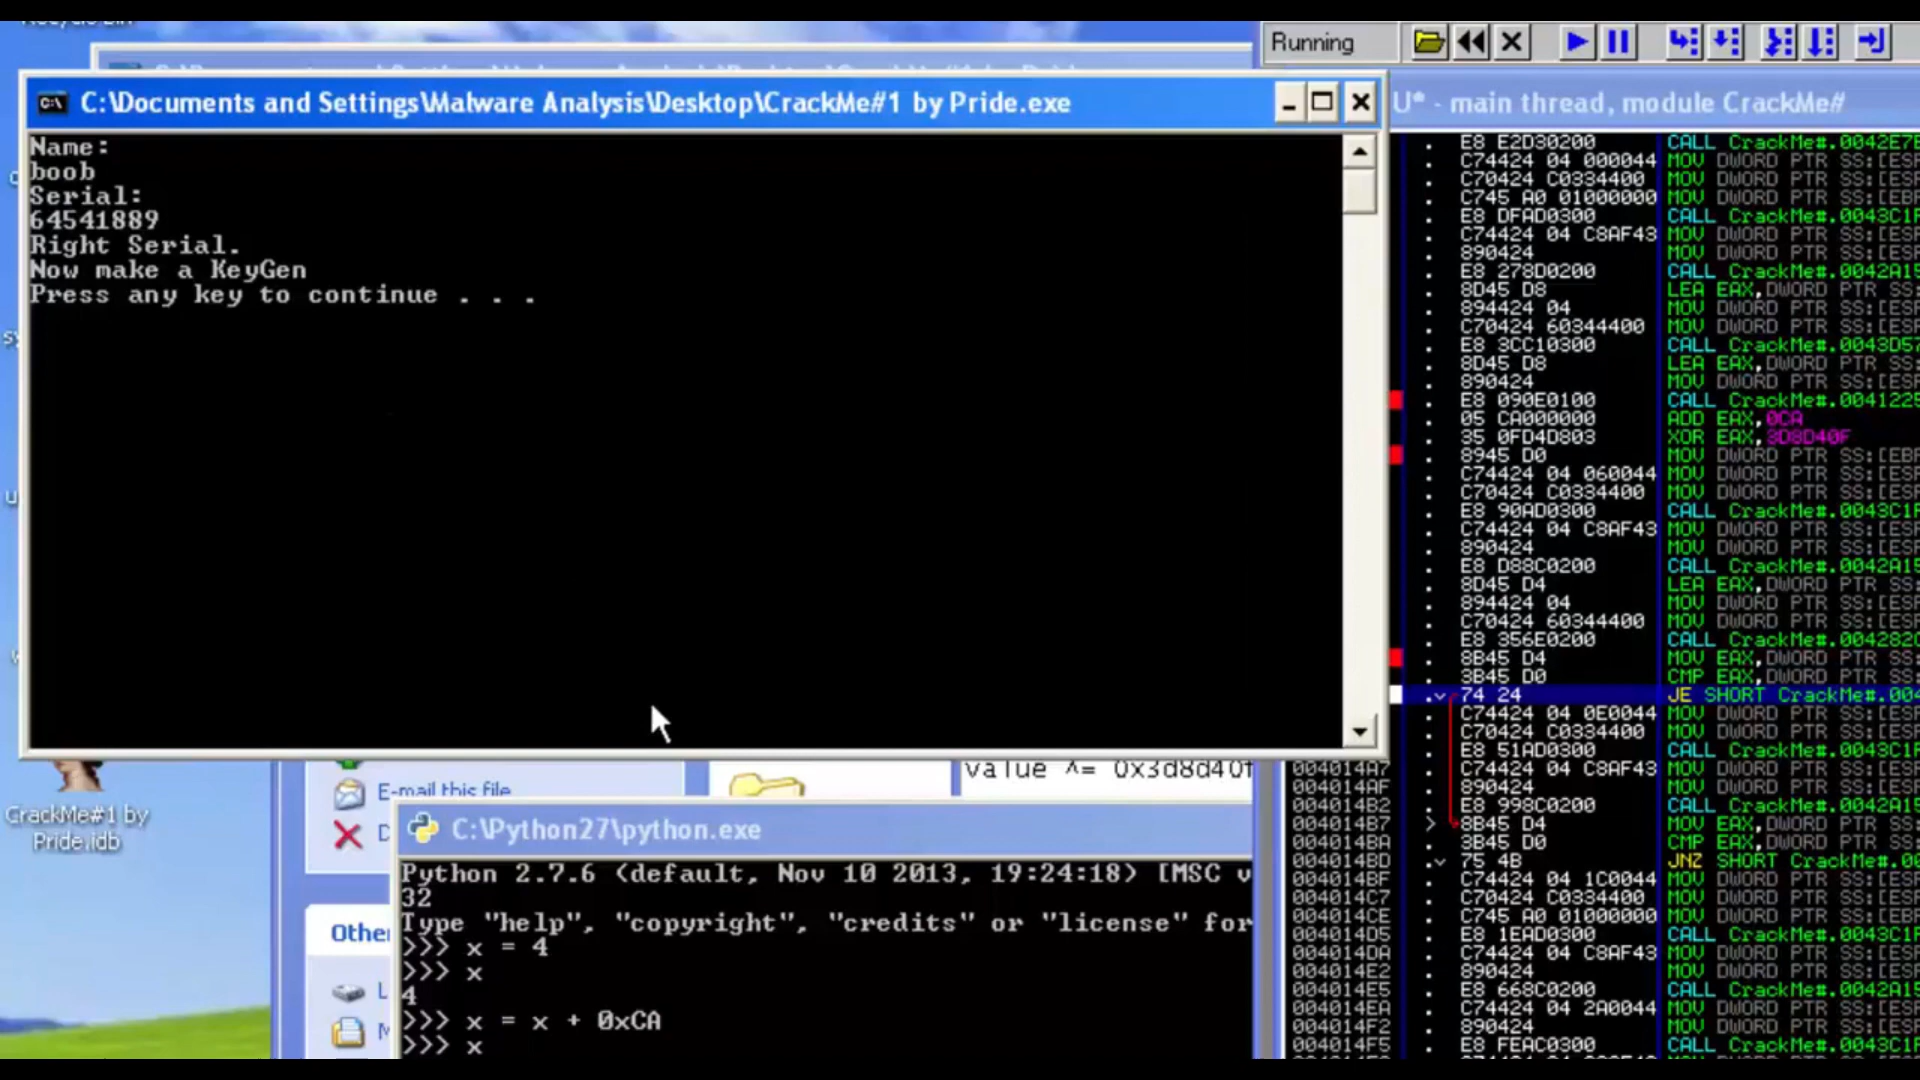 Running
C:\Documents and Settings\Malware Analysis\Desktop\CrackMe#1 by Pride.exe
Name:
boob
Serial:
64541889
Right Serial.
Now make a KeyGen
Press any key to continue . . .
U* - main thread, module CrackMe#
E8 E2D30200 CALL CrackMe#.0042E7E
C74424 04 000044 MOV DWORD PTR SS:[ESP
C70424 C0334400 MOV DWORD PTR SS:[ESP
C745 A0 01000000 MOV DWORD PTR SS:[EBP
E8 DFAD0300 CALL CrackMe#.0043C1F
C74424 04 C8AF43 MOV DWORD PTR SS:[ESP
890424 MOV DWORD PTR SS:[ESP
E8 278D0200 CALL CrackMe#.0042A15
8D45 D8 LEA EAX,DWORD PTR SS:
894424 04 MOV DWORD PTR SS:[ESP
C70424 60344400 MOV DWORD PTR SS:[ESP
E8 3CC10300 CALL CrackMe#.0043D57
8D45 D8 LEA EAX,DWORD PTR SS:
890424 MOV DWORD PTR SS:[ESP
E8 090E0100 CALL CrackMe#.0041225
05 CA000000 ADD EAX,0CA
35 0FD4D803 XOR EAX,3D8D40F
8945 D0 MOV DWORD PTR SS:[EBP
C74424 04 060044 MOV DWORD PTR SS:[ESP
C70424 C0334400 MOV DWORD PTR SS:[ESP
E8 90AD0300 CALL CrackMe#.0043C1F
C74424 04 C8AF43 MOV DWORD PTR SS:[ESP
890424 MOV DWORD PTR SS:[ESP
E8 D88C0200 CALL CrackMe#.0042A15
8D45 D4 LEA EAX,DWORD PTR SS:
894424 04 MOV DWORD PTR SS:[ESP
C70424 60344400 MOV DWORD PTR SS:[ESP
E8 356E0200 CALL CrackMe#.0042820
8B45 D4 MOV EAX,DWORD PTR SS:
3B45 D0 CMP EAX,DWORD PTR SS:
74 24 JE SHORT CrackMe#.004
C74424 04 0E0044 MOV DWORD PTR SS:[ESP
C70424 C0334400 MOV DWORD PTR SS:[ESP
E8 51AD0300 CALL CrackMe#.0043C1F
004014A7 C74424 04 C8AF43 MOV DWORD PTR SS:[ESP
004014AF 890424 MOV DWORD PTR SS:[ESP
004014B2 E8 998C0200 CALL CrackMe#.0042A15
004014B7 8B45 D4 MOV EAX,DWORD PTR SS:
004014BA 3B45 D0 CMP EAX,DWORD PTR SS:
004014BD 75 4B JNZ SHORT CrackMe#.00
004014BF C74424 04 1C0044 MOV DWORD PTR SS:[ESP
004014C7 C70424 C0334400 MOV DWORD PTR SS:[ESP
004014CE C745 A0 01000000 MOV DWORD PTR SS:[EBP
004014D5 E8 1EAD0300 CALL CrackMe#.0043C1F
004014DA C74424 04 C8AF43 MOV DWORD PTR SS:[ESP
004014E2 890424 MOV DWORD PTR SS:[ESP
004014E5 E8 668C0200 CALL CrackMe#.0042A15
004014EA C74424 04 2A0044 MOV DWORD PTR SS:[ESP
004014F2 890424 MOV DWORD PTR SS:[ESP
004014F5 E8 FEAC0300 CALL CrackMe#.0043C1F
value ^= 0x3d8d40f
E-mail this file
CrackMe#1 by
Pride.idb
Other
C:\Python27\python.exe
Python 2.7.6 (default, Nov 10 2013, 19:24:18) [MSC v
32
Type "help", "copyright", "credits" or "license" for
>>> x = 4
>>> x
4
>>> x = x + 0xCA
>>> x